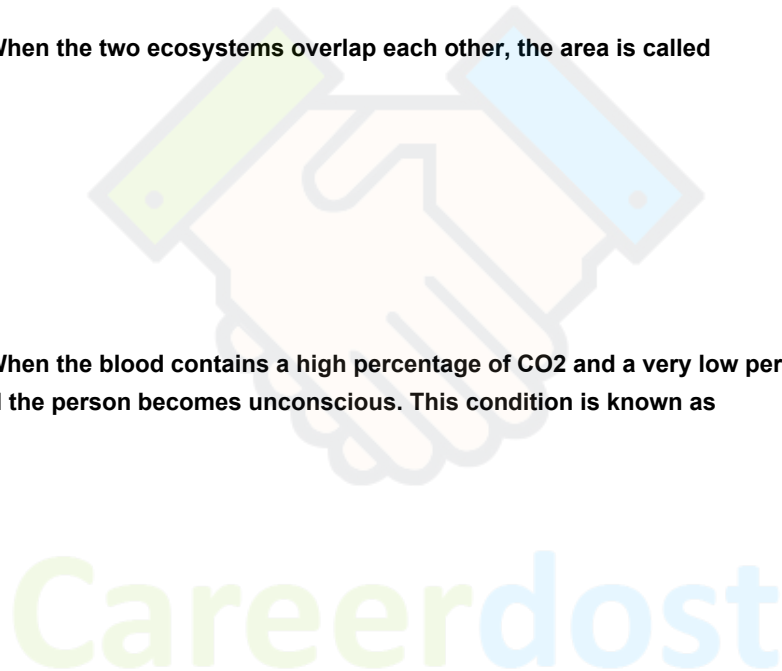 When the two ecosystems overlap each other, the area is called
When the blood contains a high percentage of CO2 and a very low
the person becomes unconscious. This condition is known as
Careerdost